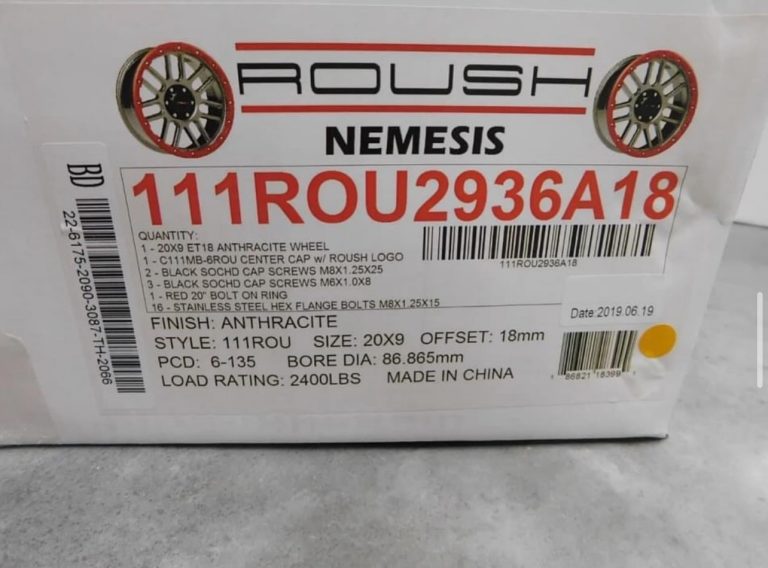 ROUSH
NEMESIS
111ROU2936A18
BD
22-6175-2090-3087-TH-2066
QUANTITY:
1 - 20X9 ET18 ANTHRACITE WHEEL
1 - C111MB-6ROU CENTER CAP w/ ROUSH LOGO
2 - BLACK SOCHD CAP SCREWS M8X1.25X25
3 - BLACK SOCHD CAP SCREWS M6X1.0X8
1 - RED 20" BOLT ON RING
16 - STAINLESS STEEL HEX FLANGE BOLTS M8X1.25X15
111ROU2936A18
Date:2019.06.19
FINISH: ANTHRACITE
STYLE: 111ROU SIZE: 20X9 OFFSET: 18mm
PCD: 6-135 BORE DIA: 86.865mm
LOAD RATING: 2400LBS MADE IN CHINA
1 86821 18399 1